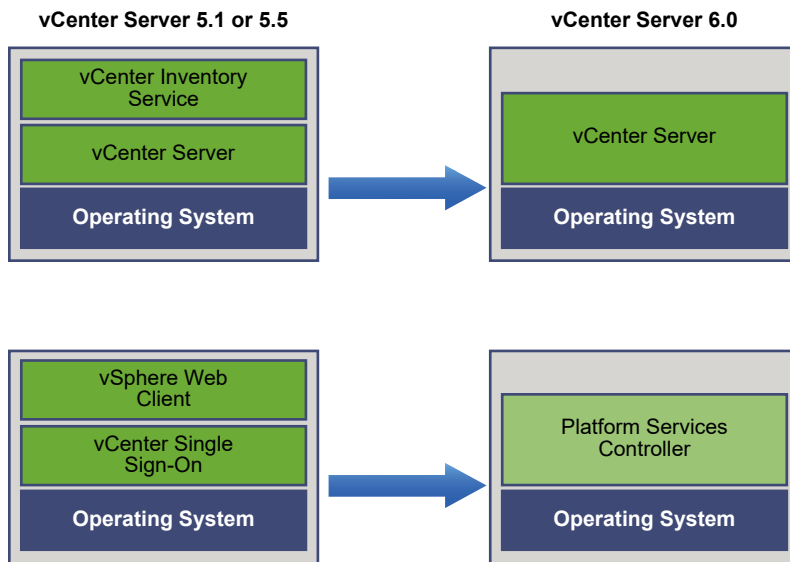 vCenter Server 5.1 or 5.5
vCenter Server 6.0
vCenter Inventory
Service
vCenter Server
Operating System
vCenter Server
Operating System
vSphere Web
Client
vCenter Single
Sign-On
Operating System
Platform Services
Controller
Operating System